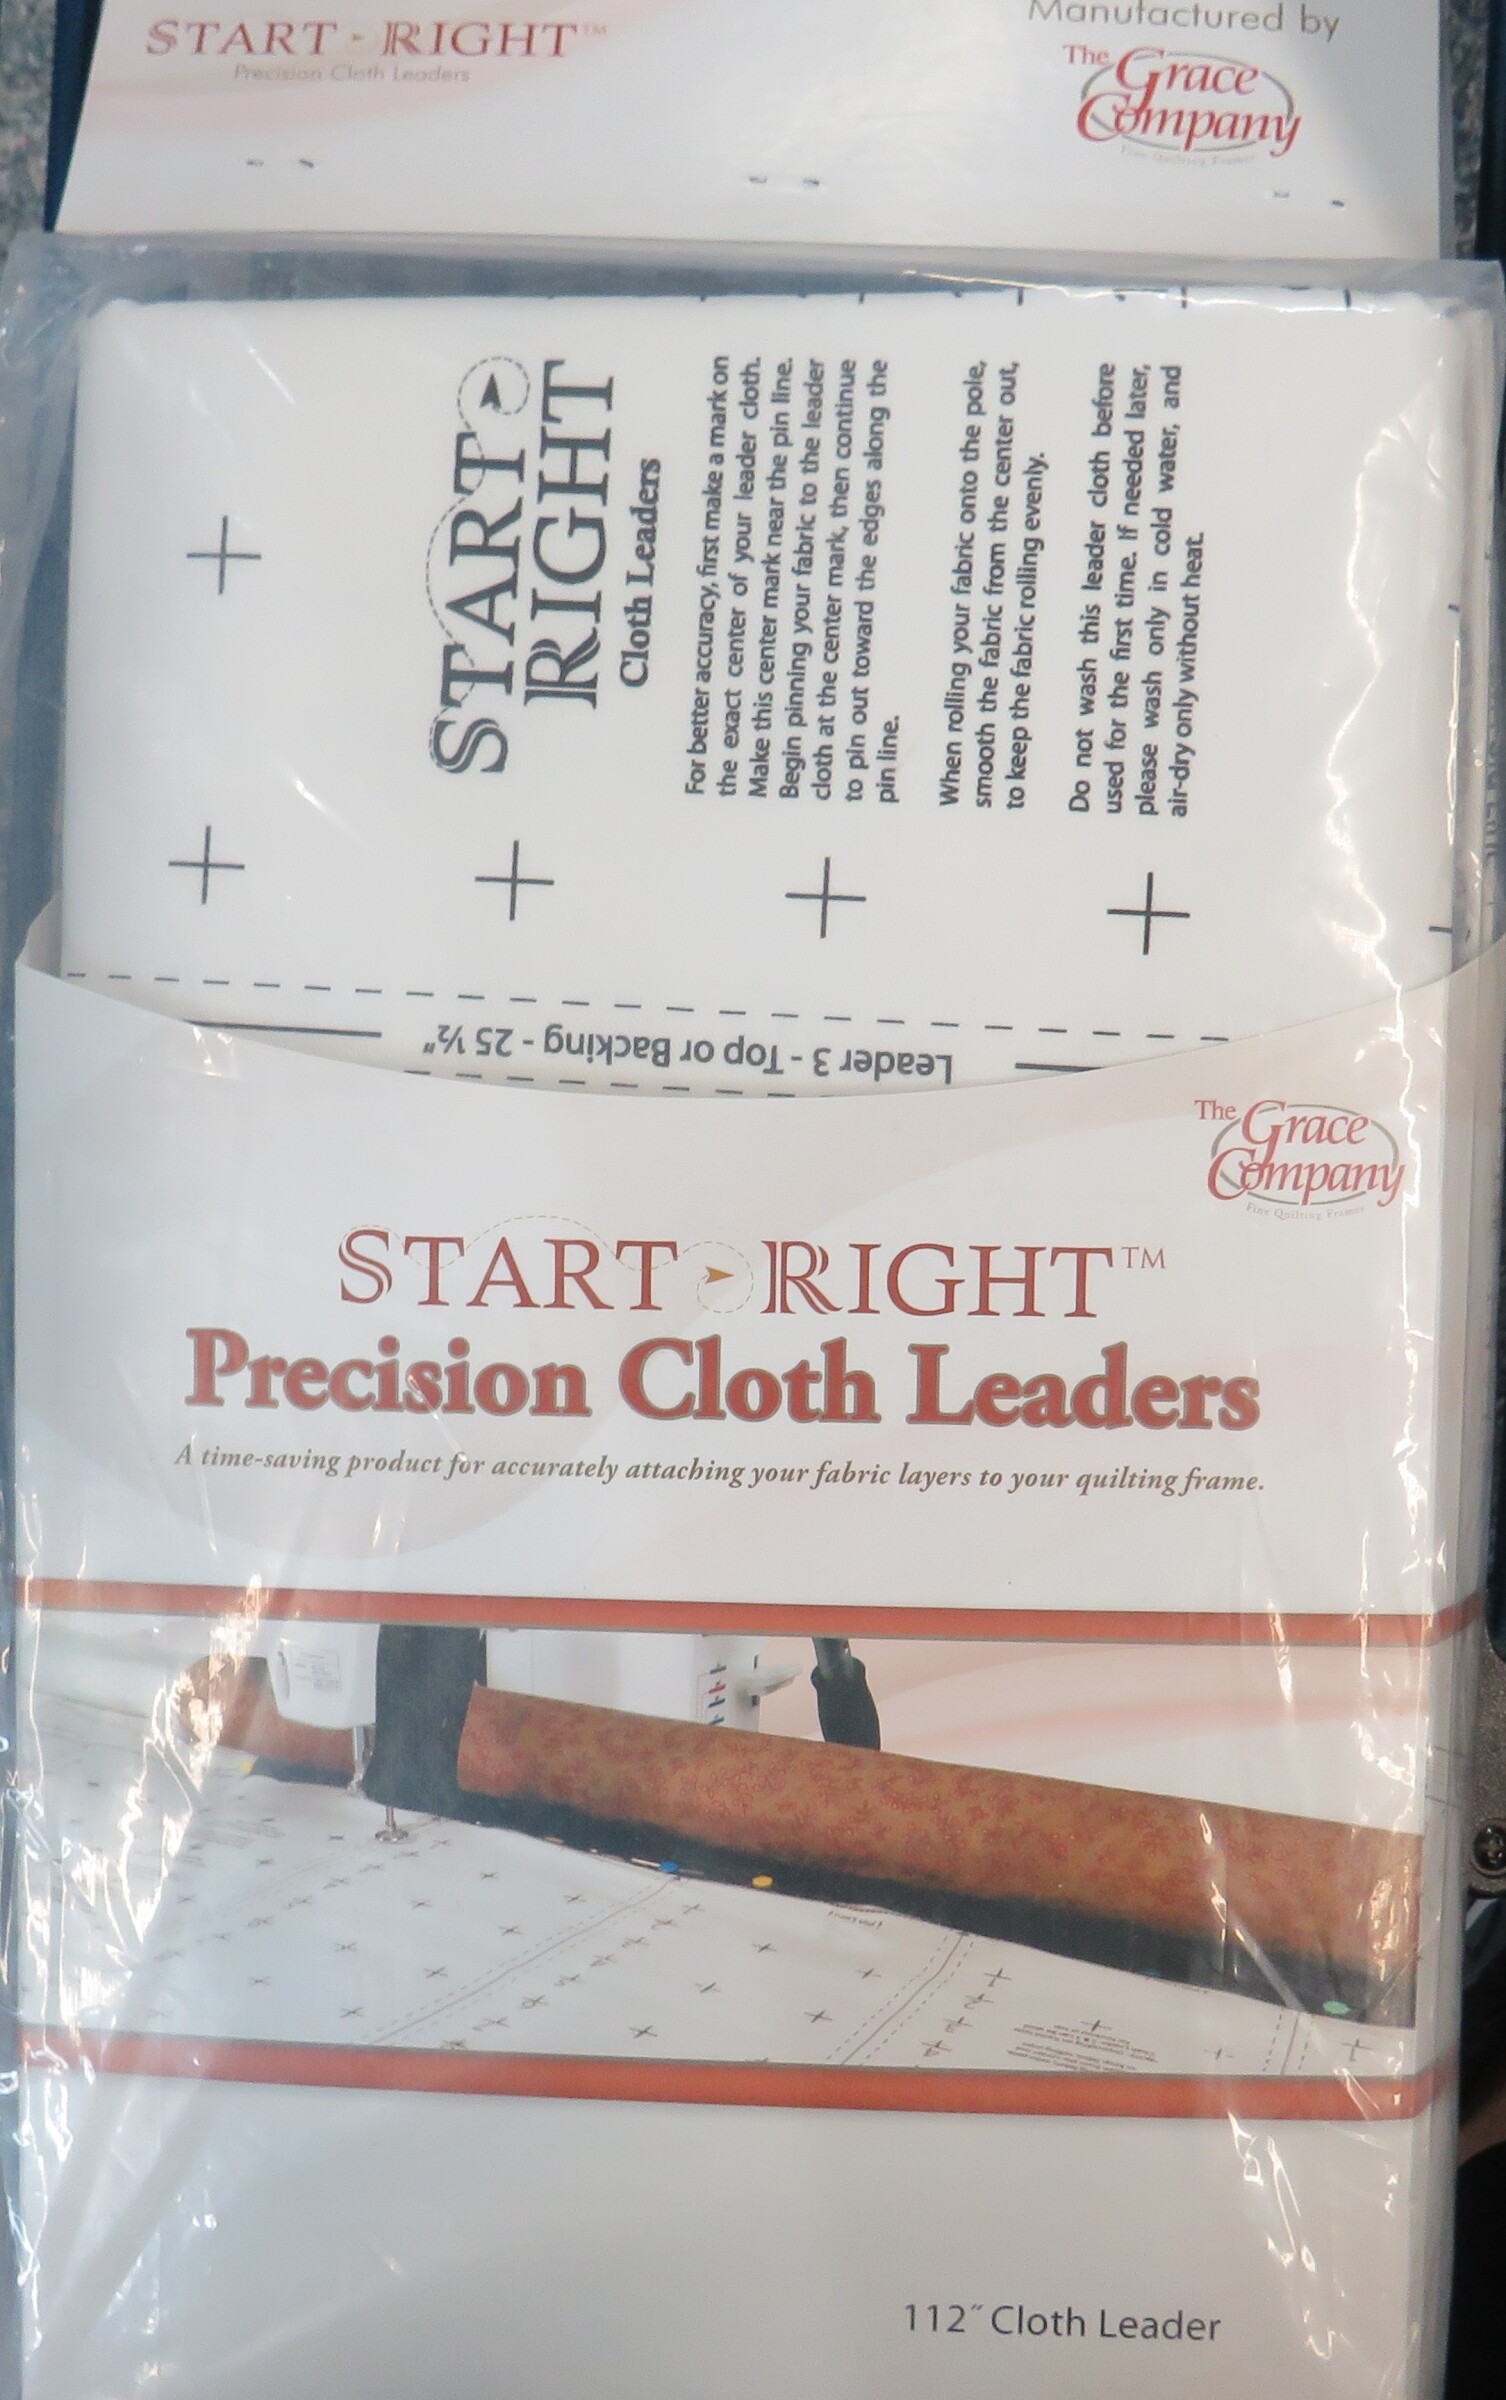 START RIGHT™
Precision Cloth Leaders
Manufactured by
The Grace
Company
Fine Quilting Frames
START
RIGHT
Cloth Leaders
For better accuracy, first make a mark on
the exact center of your leader cloth.
Make this center mark near the pin line.
Begin pinning your fabric to the leader
cloth at the center mark, then continue
to pin out toward the edges along the
pin line.
When rolling your fabric onto the pole,
smooth the fabric from the center out,
to keep the fabric rolling evenly.
Do not wash this leader cloth before
used for the first time. If needed later,
please wash only in cold water, and
air-dry only without heat.
Leader 3 - Top or Backing - 25 ½"
The Grace
Company
Fine Quilting Frames
START RIGHT™
Precision Cloth Leaders
A time-saving product for accurately attaching your fabric layers to your quilting frame.
112" Cloth Leader